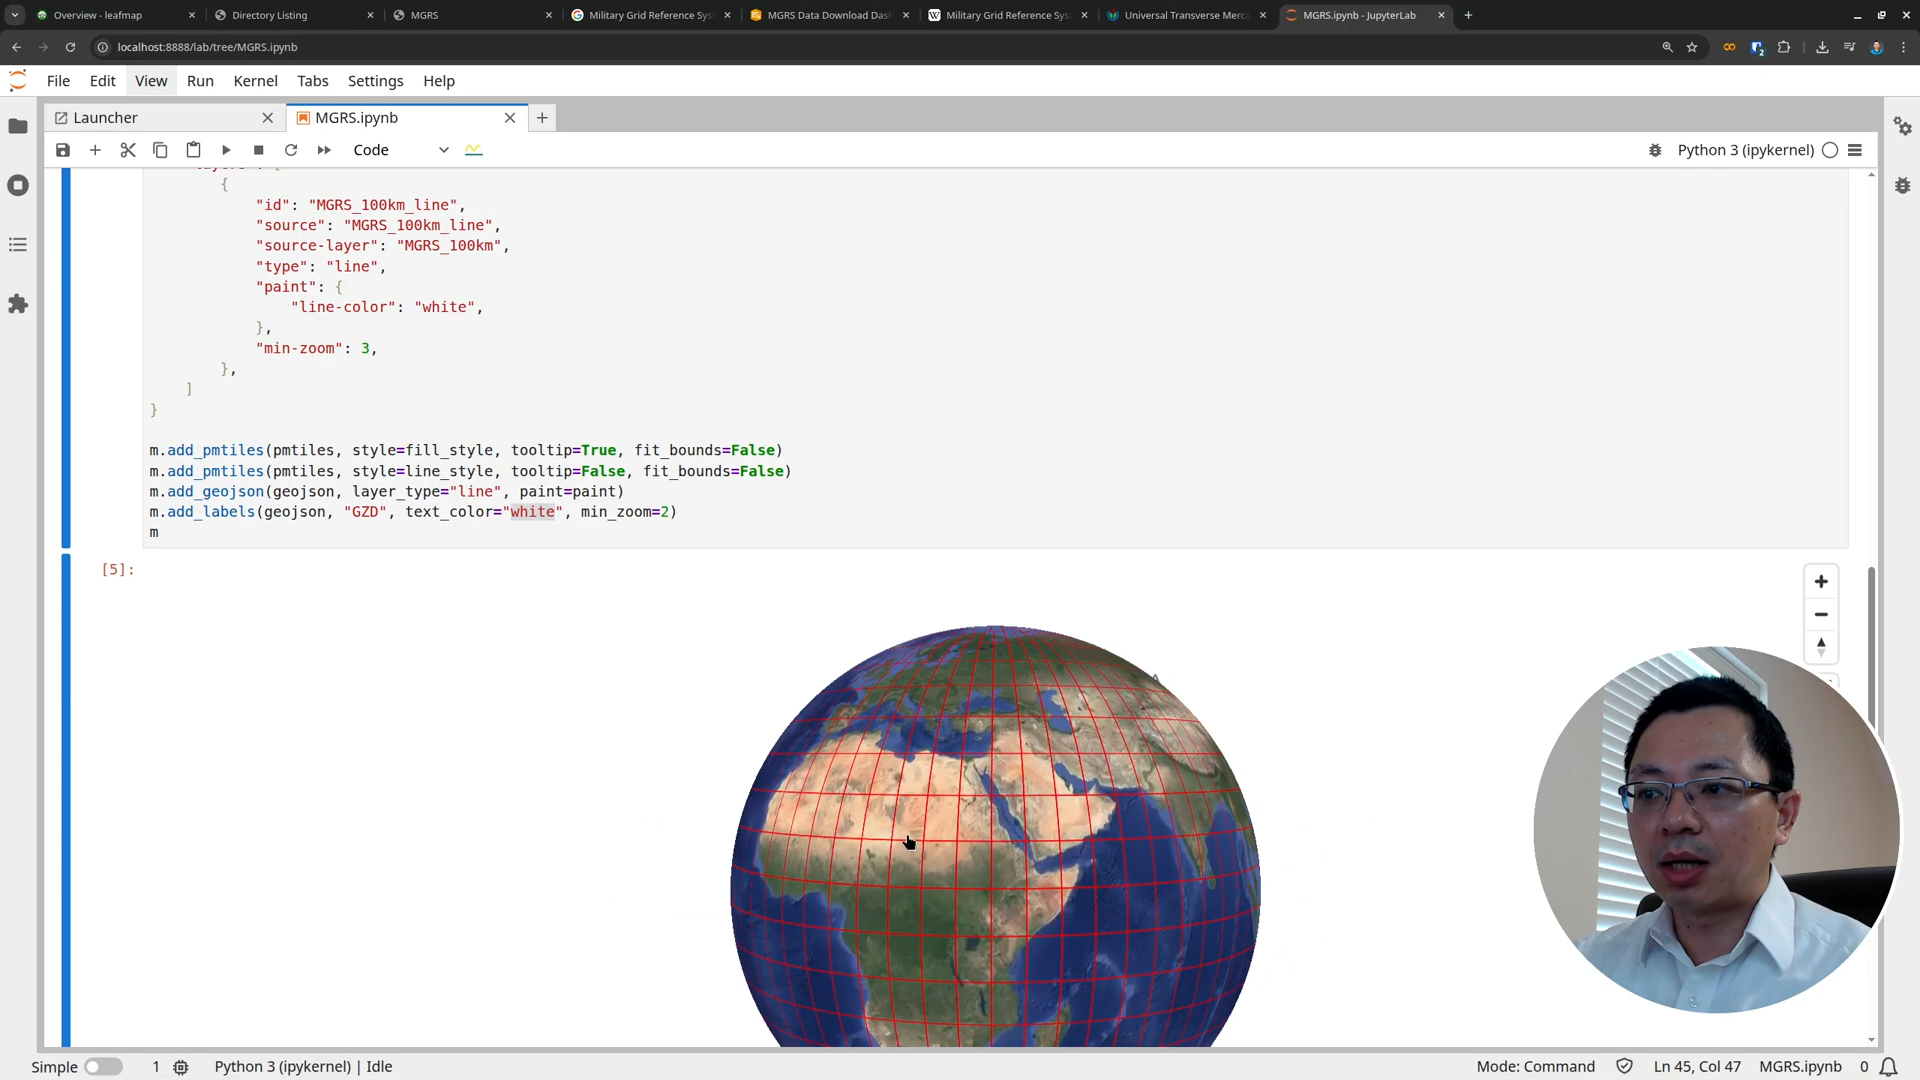 Overview - leafmap
Directory Listing
MGRS
Military Grid Reference Sys
MGRS Data Download Das
Military Grid Reference Sys
Universal Transverse Merc
MGRS.ipynb - JupyterLab
localhost:8888/lab/tree/MGRS.ipynb
File Edit View Run Kernel Tabs Settings Help
Launcher
MGRS.ipynb
Code
Python 3 (ipykernel)
{
"id": "MGRS_100km_line",
"source": "MGRS_100km_line",
"source-layer": "MGRS_100km",
"type": "line",
"paint": {
"line-color": "white",
},
"min-zoom": 3,
},
]
}
m.add_pmtiles(pmtiles, style=fill_style, tooltip=True, fit_bounds=False)
m.add_pmtiles(pmtiles, style=line_style, tooltip=False, fit_bounds=False)
m.add_geojson(geojson, layer_type="line", paint=paint)
m.add_labels(geojson, "GZD", text_color="white", min_zoom=2)
m
[5]:
Simple 1 Python 3 (ipykernel) | Idle Mode: Command Ln 45, Col 47 MGRS.ipynb 0